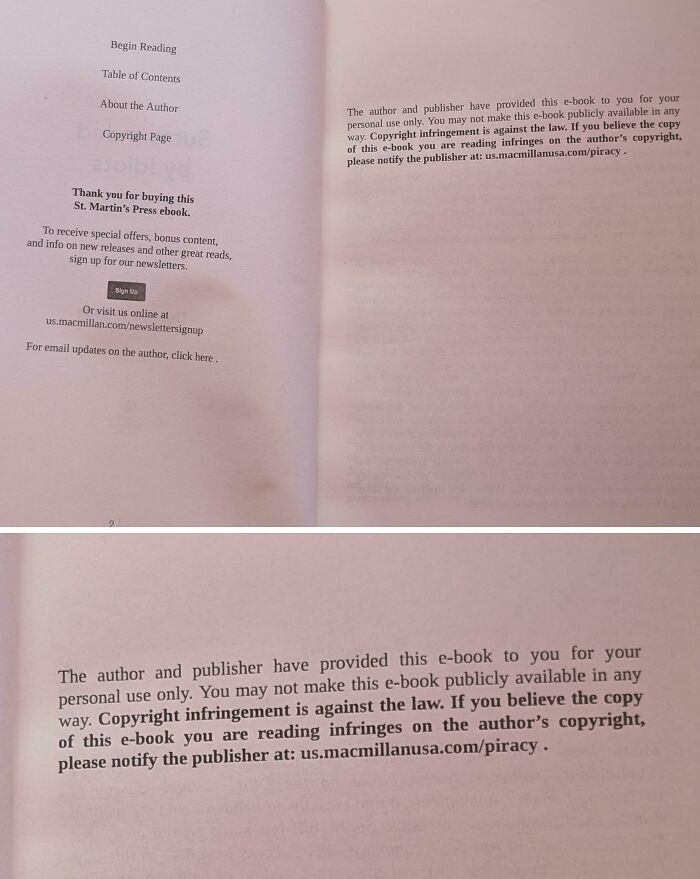 Begin Reading
Table of Contents
About the Author
Copyright Page
Thank you for buying this
St. Martin's Press ebook.
To receive special offers, bonus content,
and info on new releases and other great reads,
sign up for our newsletters.
Sign Up
Or visit us online at
us.macmillan.com/newslettersignup
For email updates on the author, click here .
2
The author and publisher have provided this e-book to you for your
personal use only. You may not make this e-book publicly available in any
way. Copyright infringement is against the law. If you believe the copy
of this e-book you are reading infringes on the author's copyright,
please notify the publisher at: us.macmillanusa.com/piracy .
The author and publisher have provided this e-book to you for your
personal use only. You may not make this e-book publicly available in any
way. Copyright infringement is against the law. If you believe the copy
of this e-book you are reading infringes on the author's copyright,
please notify the publisher at: us.macmillanusa.com/piracy .